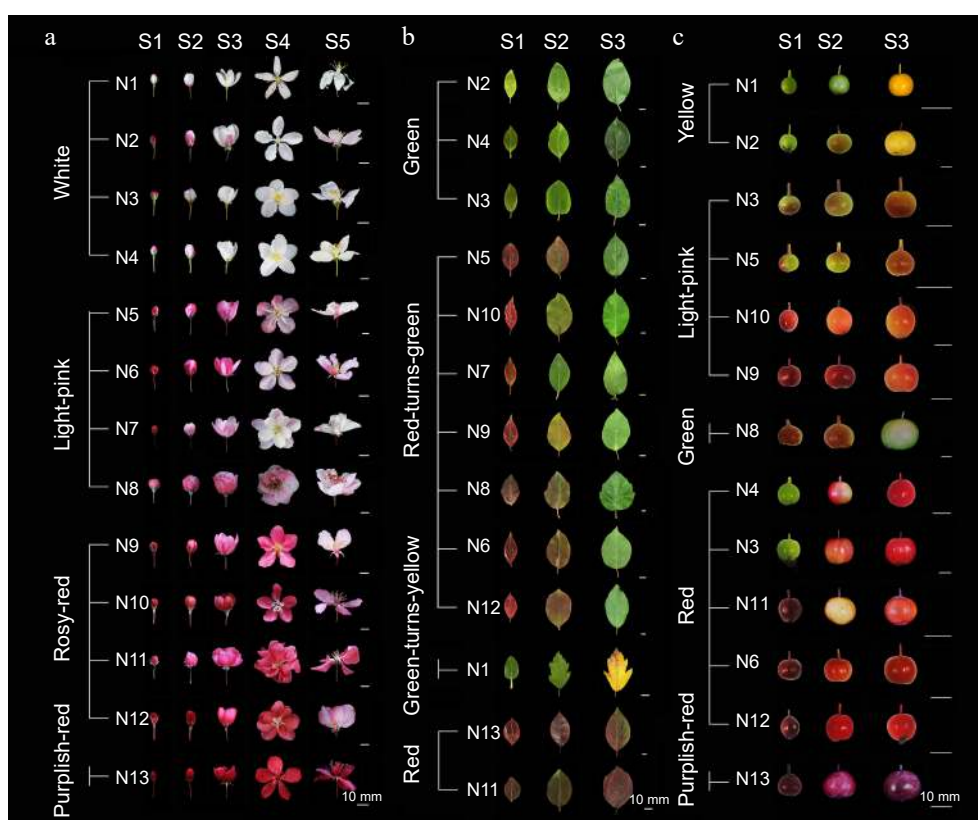 a
S1 S2 S3 S4 S5
White
N1
N2
N3
N4
Light-pink
N5
N6
N7
N8
Rosy-red
N9
N10
N11
N12
Purplish-red
N13
10 mm
b
S1 S2 S3
Green
N2
N4
N3
Red-turns-green
N5
N10
N7
N9
N8
N6
N12
Green-turns-yellow
N1
Red
N13
N11
10 mm
c
S1 S2 S3
Yellow
N1
N2
Light-pink
N3
N5
N10
N9
Green
N8
Red
N4
N3
N11
N6
N12
Purplish-red
N13
10 mm